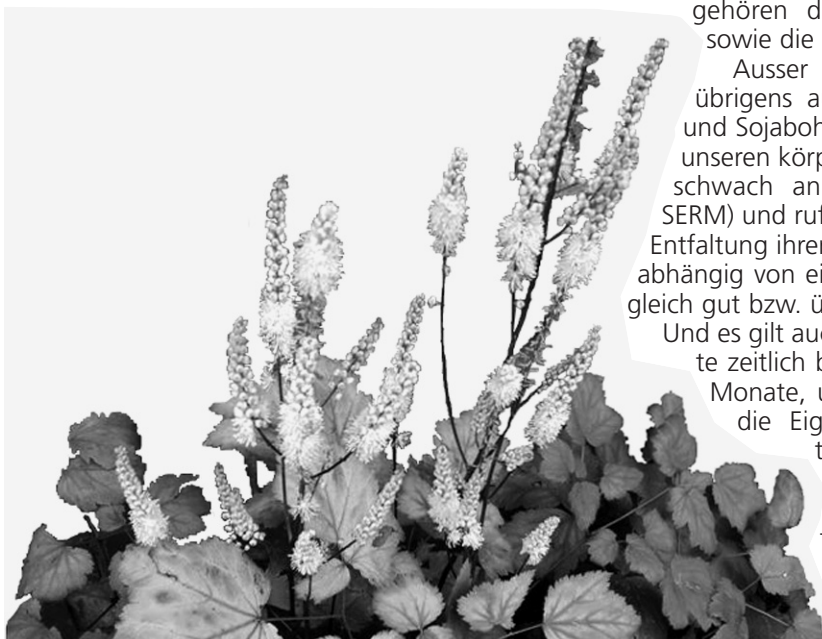 gehören d
sowie die
Ausser
übrigens a
und Sojaboh
unseren körp
schwach an
SERM) und ruf
Entfaltung ihrer
abhängig von ei
gleich gut bzw. ü
Und es gilt auc
te zeitlich b
Monate, u
die Eig
t